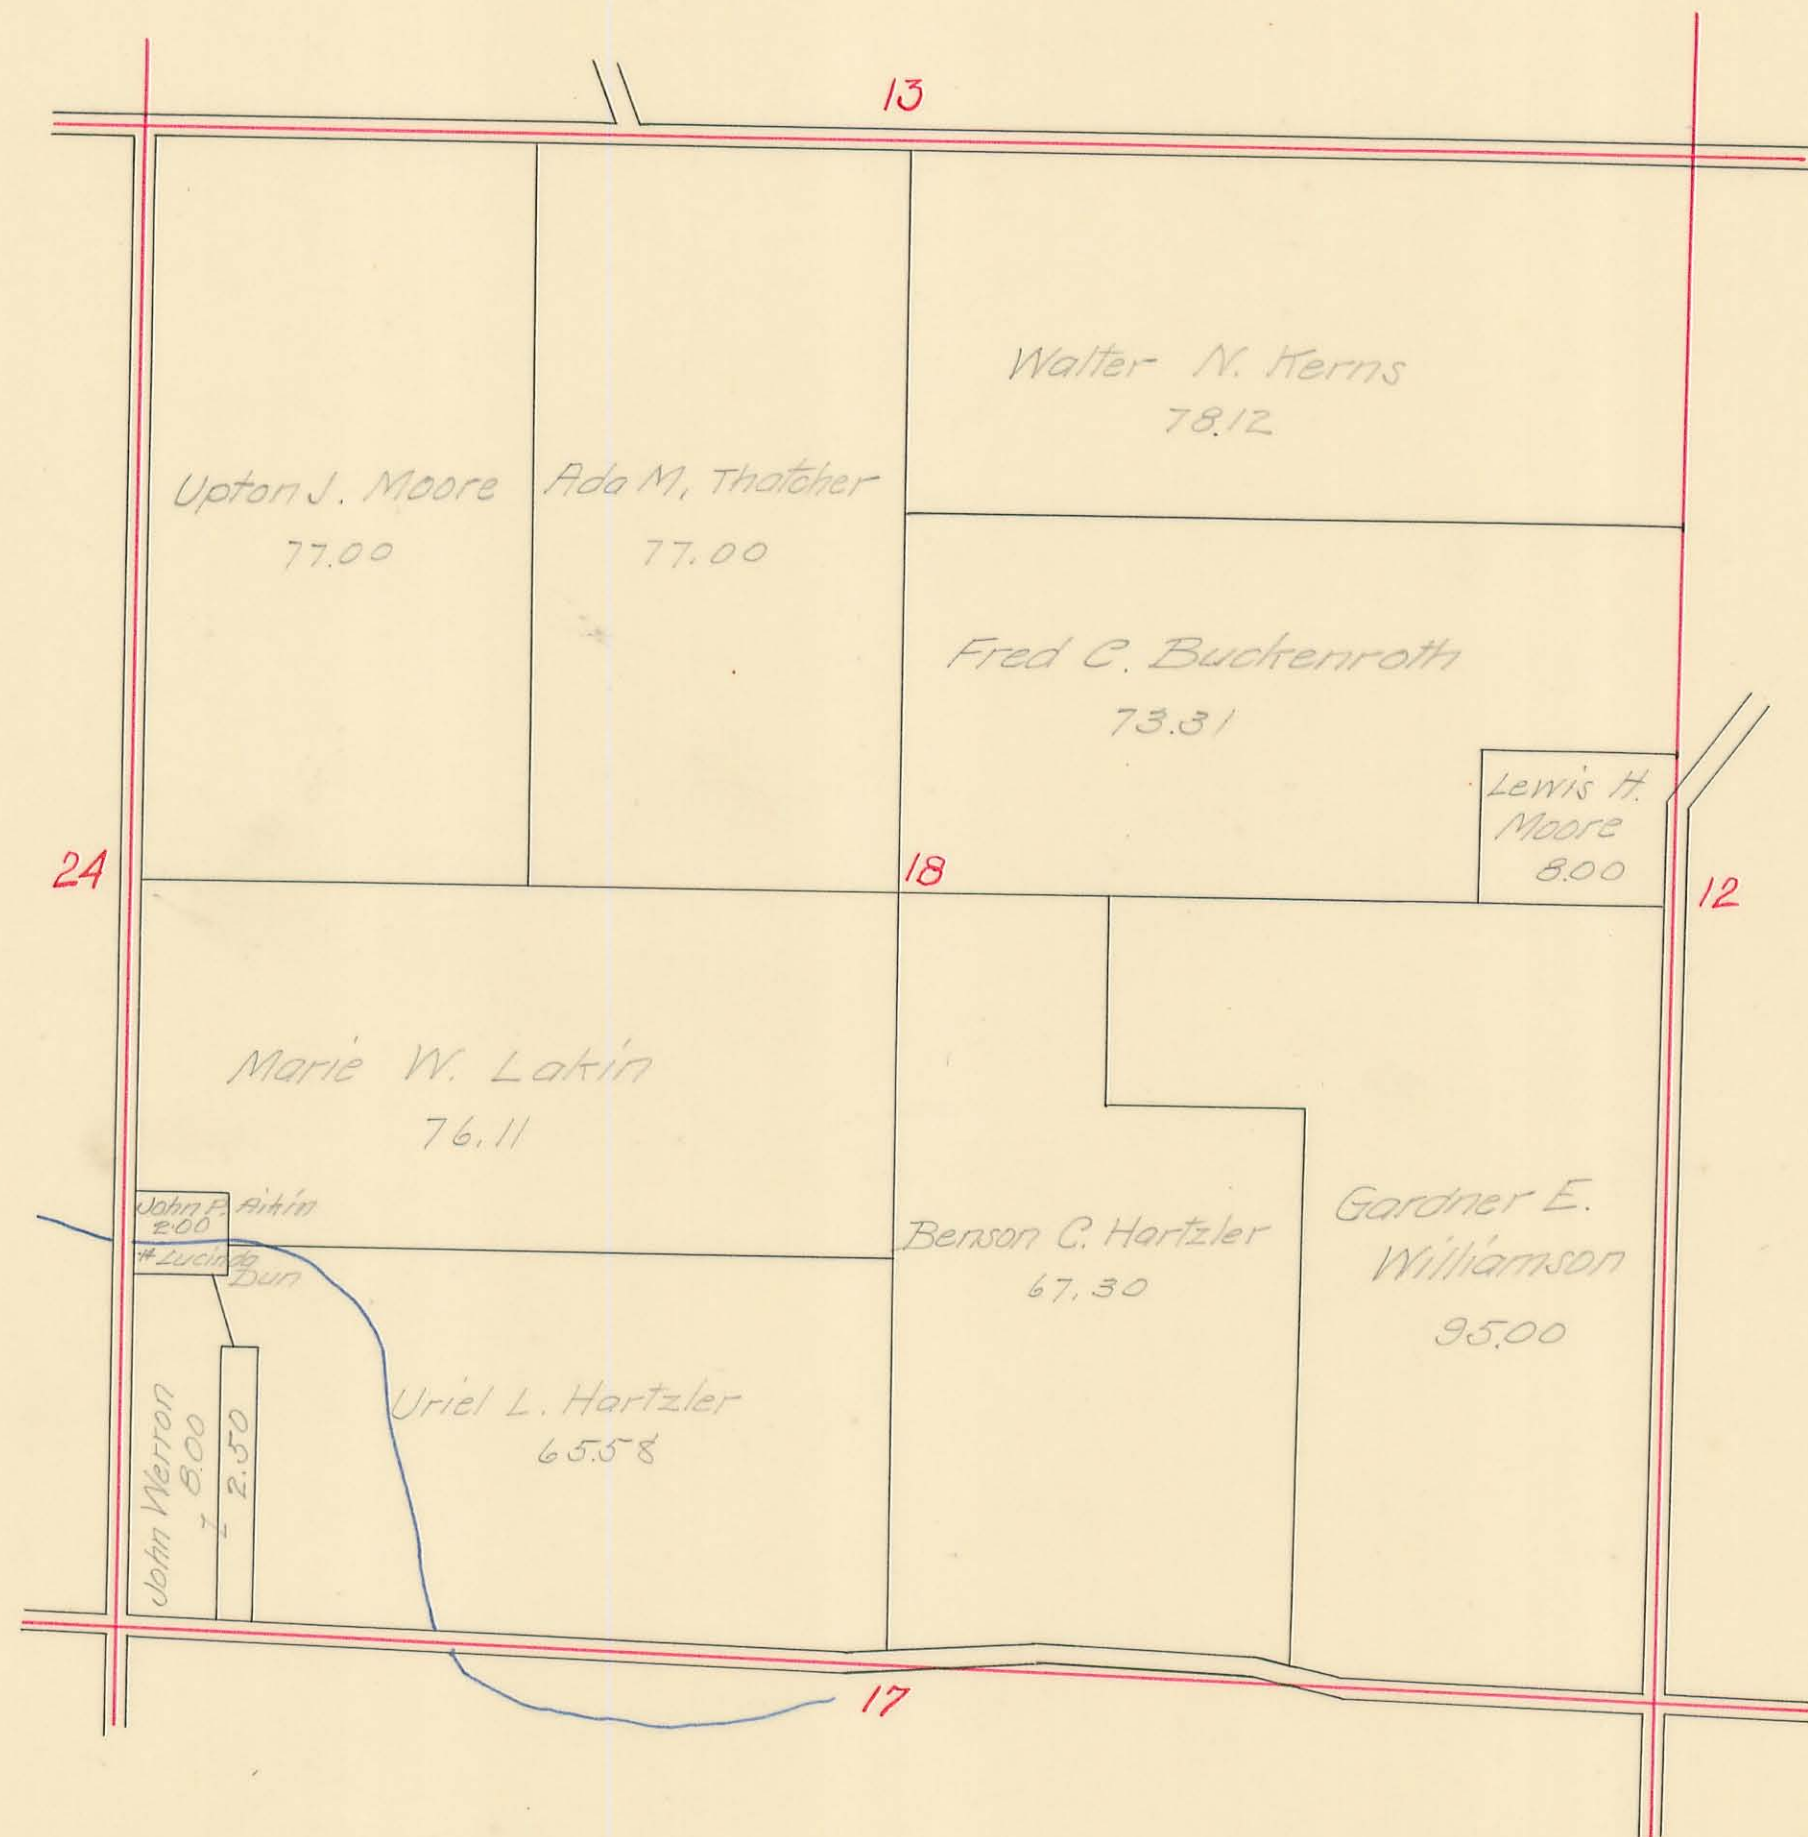 13
Walter N. Kerns
78.12
Upton J. Moore
77.00
Ada M. Thatcher
77.00
Fred C. Buckenroth
73.31
Lewis H.
Moore
8.00
24
18
12
Marie W. Lakin
76.11
John P. Aikin
2.00
# Lucinda
Dun
Benson C. Hartzler
67.30
Gardner E.
Williamson
95.00
Uriel L. Hartzler
65.58
John Werron
8.00
2.50
17